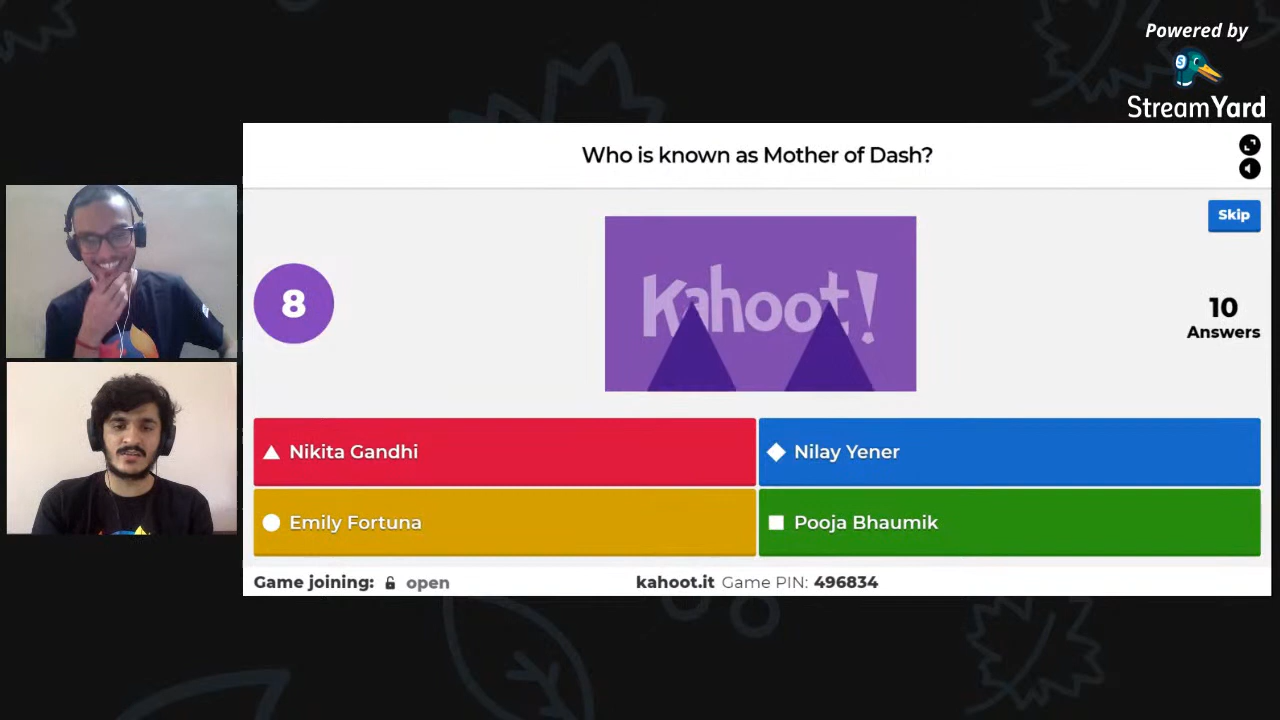 Powered by
StreamYard
Who is known as Mother of Dash?
Skip
8
Kahoot!
10
Answers
Nikita Gandhi
Nilay Yener
Emily Fortuna
Pooja Bhaumik
Game joining: open
kahoot.it Game PIN: 496834